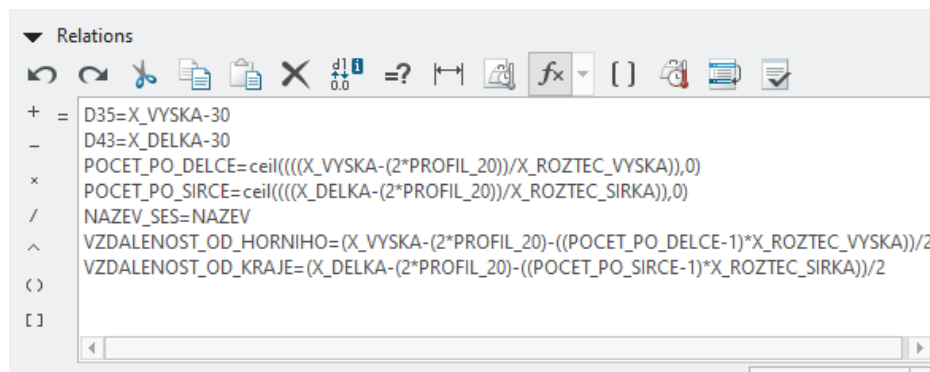 Relations
D35=X_VYSKA-30
D43=X_DELKA-30
POCET_PO_DELCE=ceil((((X_VYSKA-(2*PROFIL_20))/X_ROZTEC_VYSKA)),0)
POCET_PO_SIRCE=ceil((((X_DELKA-(2*PROFIL_20))/X_ROZTEC_SIRKA)),0)
NAZEV_SES=NAZEV
VZDALENOST_OD_HORNIHO=(X_VYSKA-(2*PROFIL_20)-((POCET_PO_DELCE-1)*X_ROZTEC_VYSKA))/2
VZDALENOST_OD_KRAJE=(X_DELKA-(2*PROFIL_20)-((POCET_PO_SIRCE-1)*X_ROZTEC_SIRKA))/2